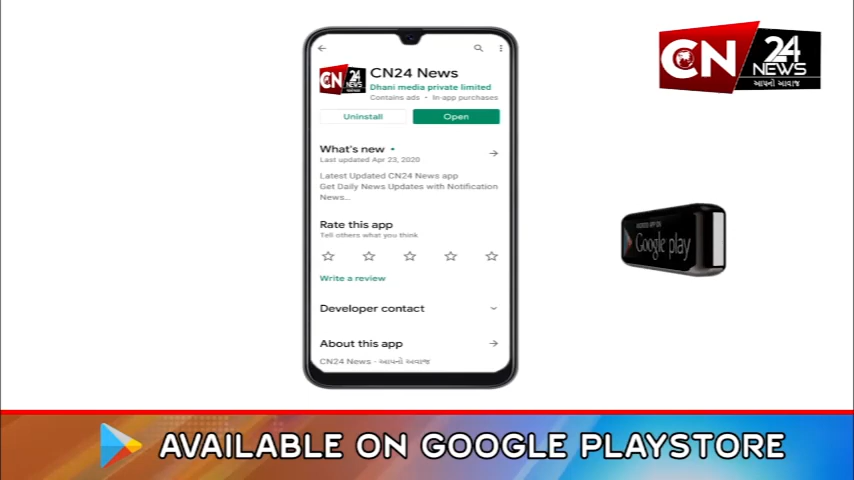 CN24 News
Dhani media private limited
Contains ads • In-app purchases
Uninstall
Open
What's new •
Last updated Apr 23, 2020
Latest Updated CN24 News app
Get Daily News Updates with Notification
News...
Rate this app
Tell others what you think
Write a review
Developer contact
About this app
CN24 News - આપનો અવાજ
CN 24
NEWS
આપનો અવાજ
ANDROID APP ON
Google play
AVAILABLE ON GOOGLE PLAYSTORE